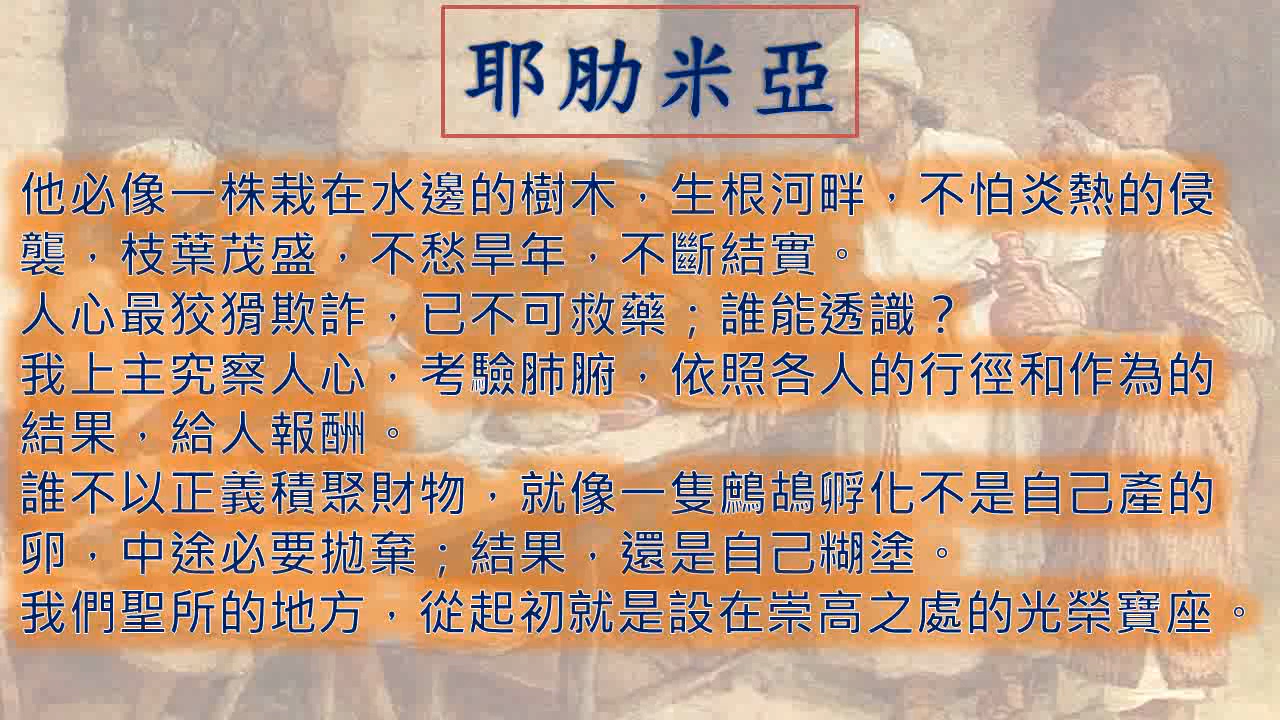 耶肋米亞
他必像一株栽在水邊的樹木，生根河畔，不怕炎熱的侵
襲，枝葉茂盛，不愁旱年，不斷結實。
人心最狡猾欺詐，已不可救藥；誰能透識？
我上主究察人心，考驗肺腑，依照各人的行徑和作為的
結果，給人報酬。
誰不以正義積聚財物，就像一隻鷓鴣孵化不是自己產的
卵，中途必要拋棄；結果，還是自己糊塗。
我們聖所的地方，從起初就是設在崇高之處的光榮寶座。